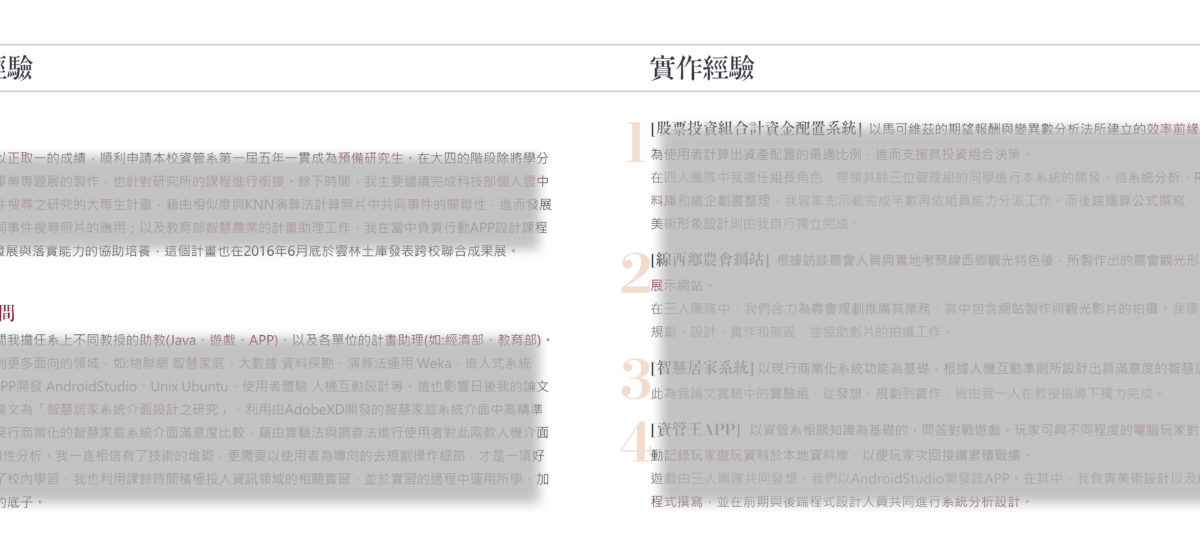 經驗
以正取一的成績，順利申請本校資管系第一屆五年一貫成為預備研究生。在大四的階段除將學分
畢業專題展的製作，也針對研究所的課程進行銜接。餘下時間，我主要繼續完成科技部個人雲中
件搜尋之研究的大專生計畫，藉由相似度與KNN演算法計算照片中共同事件的關聯性，進而發展
同事件搜尋照片的應用；以及教育部智慧農業的計畫助理工作，我在當中負責行動APP設計課程
發展與落實能力的協助培養，這個計畫也在2016年6月底於雲林土庫發表跨校聯合成果展。
間
間我擔任系上不同教授的助教(Java、遊戲、APP)、以及各單位的計畫助理(如:經濟部、教育部)。
到更多面向的領域，如:物聯網 智慧家庭、大數據 資料探勘、演算法運用 Weka、嵌入式系統
APP開發 AndroidStudio、Unix Ubuntu、使用者體驗 人機互動設計等。這也影響日後我的論文
論文為「智慧居家系統介面設計之研究」，利用由AdobeXD開發的智慧家庭系統介面中高精準
現行商業化的智慧家庭系統介面滿意度比較，藉由實驗法與調查法進行使用者對此兩款人機介面
性分析。我一直相信有了技術的堆砌，更需要以使用者為導向的去規劃操作細節，才是一項好
了校內學習，我也利用課餘時間積極投入資訊領域的相關實習，並於實習的過程中運用所學，加
的底子。
實作經驗
1 [股票投資組合計資金配置系統] 以馬可維茲的期望報酬與變異數分析法所建立的效率前緣
為使用者計算出資產配置的最適比例，進而支援其投資組合決策。
在四人團隊中我擔任組長角色，帶領其餘三位管理組的同學進行本系統的開發。自系統分析、R
料庫和總企劃書整理，我皆率先示範完成半數再依組員能力分派工作。而後端運算公式撰寫、
美術形象設計則由我自行獨立完成。
2 [線西鄉農會網站] 根據訪談農會人員與實地考察線西鄉觀光特色後，所製作出的農會觀光形
展示網站。
在三人團隊中，我們合力為農會規劃推廣其業務，其中包含網站製作與觀光影片的拍攝。我獨
規劃、設計、實作和架設，並協助影片的拍攝工作。
3 [智慧居家系統] 以現行商業化系統功能為基礎，根據人機互動準則所設計出具滿意度的智慧居
此為我論文實驗中的實驗組，從發想、規劃到實作，皆由我一人在教授指導下獨力完成。
4 [資管王APP] 以資管系相關知識為基礎的，問答對戰遊戲。玩家可與不同程度的電腦玩家對
動記錄玩家遊玩資料於本地資料庫，以便玩家次回接續累積戰績。
遊戲由三人團隊共同發想，我們以AndroidStudio開發該APP。在其中，我負責美術設計以及
程式撰寫，並在前期與後端程式設計人員共同進行系統分析設計。